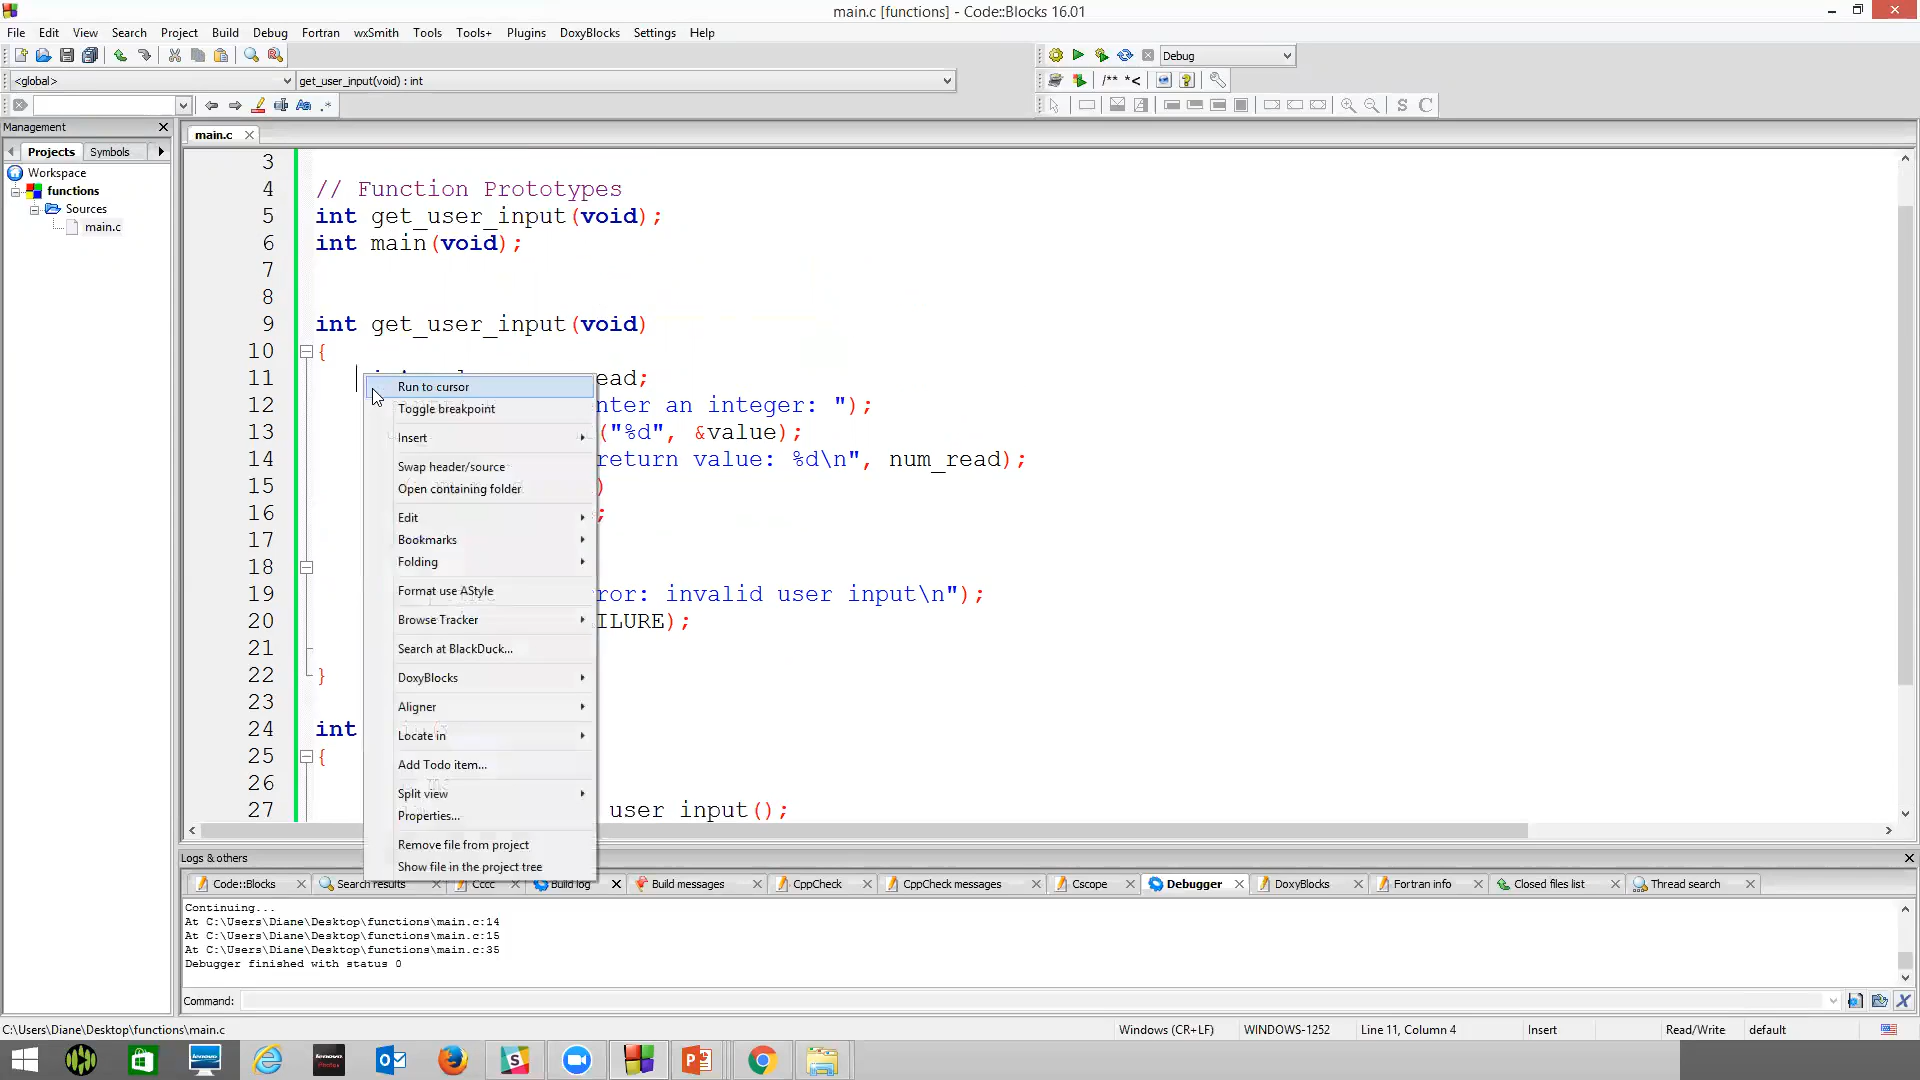 main.c [functions] - Code::Blocks 16.01
File Edit View Search Project Build Debug Fortran wxSmith Tools Tools+ Plugins DoxyBlocks Settings Help
Debug
<global> get_user_input(void) : int
/** *<
Aa .*
S C
Management
main.c
Projects Symbols
Workspace
functions
Sources
main.c
3
4 // Function Prototypes
5 int get_user_input(void);
6 int main(void);
7
8
9 int get_user_input(void)
10 {
11 ead;
12 nter an integer: ");
13 ("%d", &value);
14 return value: %d\n", num_read);
15 )
16 ;
17
18
19 ror: invalid user input\n");
20 ILURE);
21
22 }
23
24 int
25 {
26
27 user input();
Run to cursor
Toggle breakpoint
Insert
Swap header/source
Open containing folder
Edit
Bookmarks
Folding
Format use AStyle
Browse Tracker
Search at BlackDuck...
DoxyBlocks
Aligner
Locate in
Add Todo item...
Split view
Properties...
Remove file from project
Show file in the project tree
Logs & others
Code::Blocks Search results Cccc Build log Build messages CppCheck CppCheck messages Cscope Debugger DoxyBlocks Fortran info Closed files list Thread search
Continuing...
At C:\Users\Diane\Desktop\functions\main.c:14
At C:\Users\Diane\Desktop\functions\main.c:15
At C:\Users\Diane\Desktop\functions\main.c:35
Debugger finished with status 0
Command:
C:\Users\Diane\Desktop\functions\main.c Windows (CR+LF) WINDOWS-1252 Line 11, Column 4 Insert Read/Write default